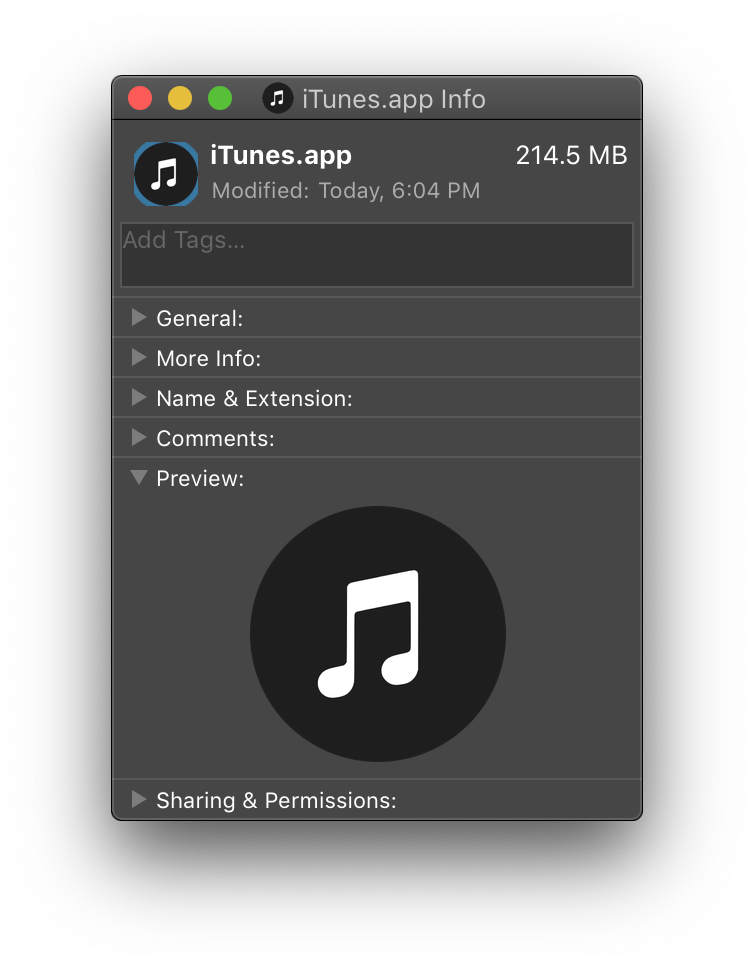 iTunes.app Info
iTunes.app 214.5 MB
Modified: Today, 6:04 PM
Add Tags...
General:
More Info:
Name & Extension:
Comments:
Preview:
Sharing & Permissions: